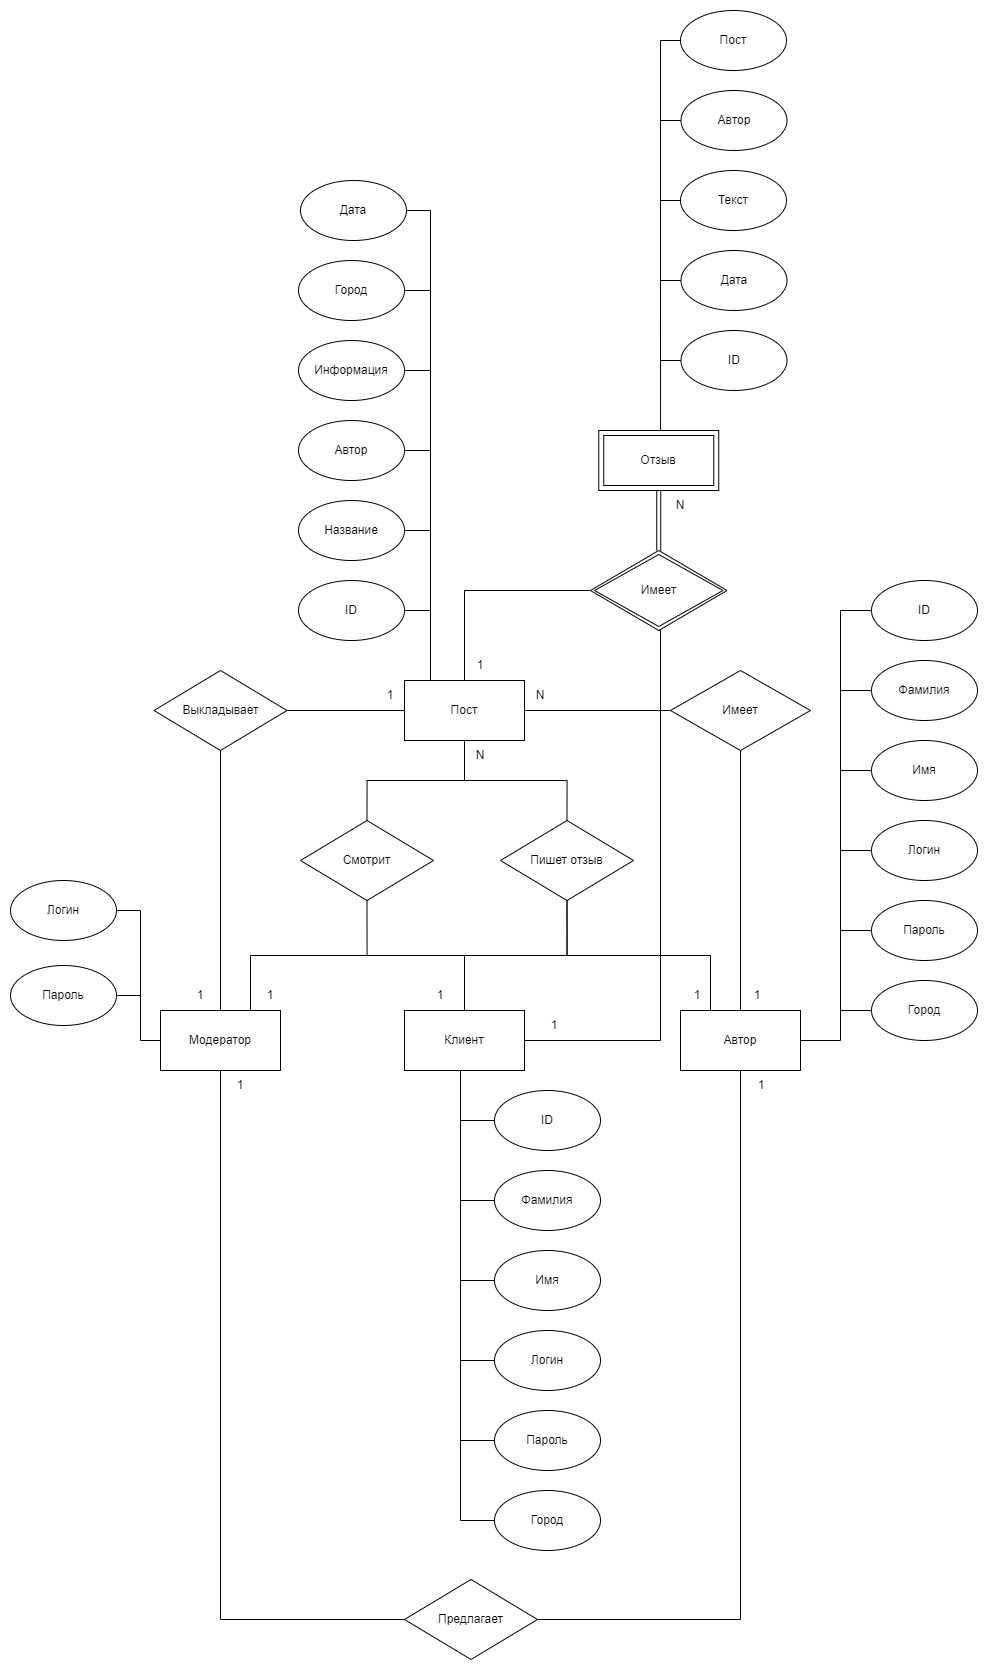 Пост
Автор
Текст
Дата
ID
Отзыв
N
Имеет
Дата
Город
Информация
Автор
Название
ID
1
1
N
Выкладывает
Пост
Имеет
N
Смотрит
Пишет отзыв
ID
Фамилия
Имя
Логин
Пароль
Город
Логин
Пароль
1
1
1
1
1
1
Модератор
Клиент
Автор
1
1
ID
Фамилия
Имя
Логин
Пароль
Город
Предлагает